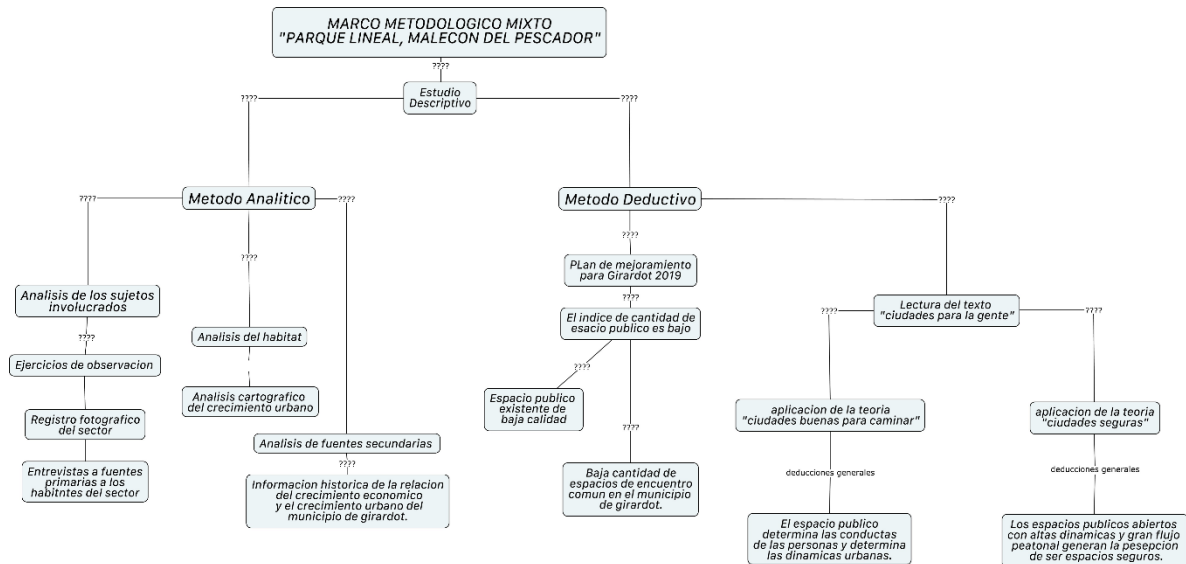 MARCO METODOLOGICO MIXTO
"PARQUE LINEAL, MALECON DEL PESCADOR"
????
Estudio
Descriptivo
????
????
Metodo Analitico
????
????
????
Analisis de los sujetos
involucrados
????
Ejercicios de observacion
Registro fotografico
del sector
Entrevistas a fuentes
primarias a los
habitntes del sector
Analisis del habitat
Analisis cartografico
del crecimiento urbano
Analisis de fuentes secundarias
????
Informacion historica de la relacion
del crecimiento economico
y el crecimiento urbano del
municipio de girardot.
Metodo Deductivo
????
????
PLan de mejoramiento
para Girardot 2019
????
El indice de cantidad de
esacio publico es bajo
????
Espacio publico
existente de
baja calidad
????
Baja cantidad de
espacios de encuentro
comun en el municipio
de girardot.
Lectura del texto
"ciudades para la gente"
????
????
aplicacion de la teoria
"ciudades buenas para caminar"
deducciones generales
El espacio publico
determina las conductas
de las personas y determina
las dinamicas urbanas.
aplicacion de la teoria
"ciudades seguras"
deducciones generales
Los espacios publicos abiertos
con altas dinamicas y gran flujo
peatonal generan la pesepcion
de ser espacios seguros.